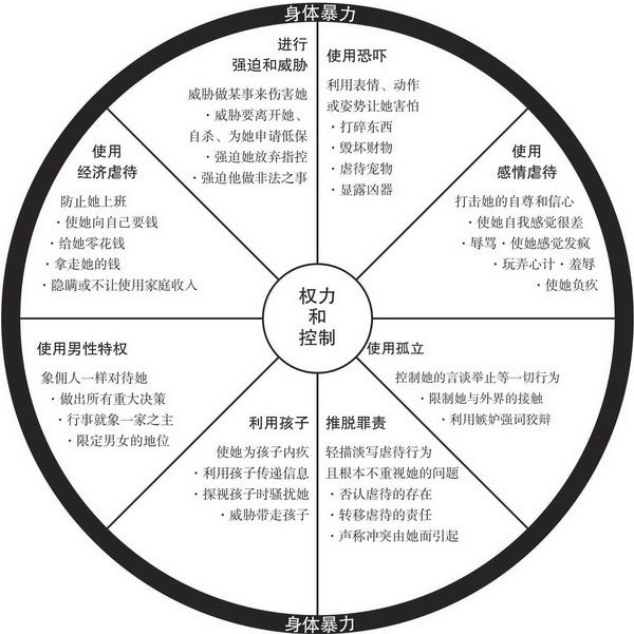 身体暴力
进行
强迫和威胁
威胁做某事来伤害她
·威胁要离开她、
自杀、为她申请低保
·强迫她放弃指控
·强迫他做非法之事
使用恐吓
利用表情、动作
或姿势让她害怕
·打碎东西
·毁坏财物
·虐待宠物
·显露凶器
使用
感情虐待
打击她的自尊和信心
·使她自我感觉很差
·辱骂·使她感觉发疯
·玩弄心计·羞辱
·使她负疚
使用孤立
控制她的言谈举止等一切行为
·限制她与外界的接触
·利用嫉妒强词狡辩
推脱罪责
轻描淡写虐待行为
且根本不重视她的问题
·否认虐待的存在
·转移虐待的责任
·声称冲突由她而引起
利用孩子
使她为孩子内疚
·利用孩子传递信息
·探视孩子时骚扰她
·威胁带走孩子
使用男性特权
象佣人一样对待她
·做出所有重大决策
·行事就象一家之主
·限定男女的地位
使用
经济虐待
防止她上班
·使她向自己要钱
·给她零花钱
·拿走她的钱
·隐瞒或不让使用家庭收入
权力
和
控制
身体暴力